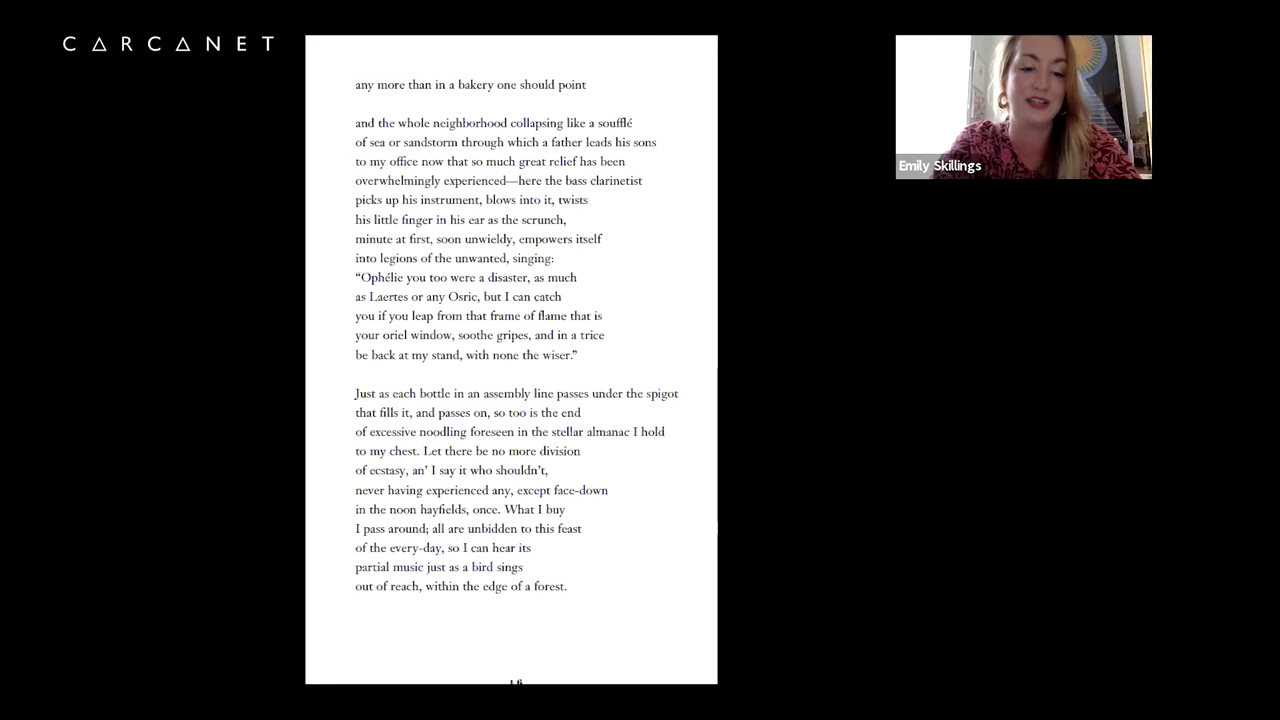 CARCANET
any more than in a bakery one should point
and the whole neighborhood collapsing like a soufflé
of sea or sandstorm through which a father leads his sons
to my office now that so much great relief has been
overwhelmingly experienced—here the bass clarinetist
picks up his instrument, blows into it, twists
his little finger in his ear as the scrunch,
minute at first, soon unwieldy, empowers itself
into legions of the unwanted, singing:
“Ophélie you too were a disaster, as much
as Laertes or any Osric, but I can catch
you if you leap from that frame of flame that is
your oriel window, soothe gripes, and in a trice
be back at my stand, with none the wiser.”
Just as each bottle in an assembly line passes under the spigot
that fills it, and passes on, so too is the end
of excessive noodling foreseen in the stellar almanac I hold
to my chest. Let there be no more division
of ecstasy, an’ I say it who shouldn’t,
never having experienced any, except face-down
in the noon hayfields, once. What I buy
I pass around; all are unbidden to this feast
of the every-day, so I can hear its
partial music just as a bird sings
out of reach, within the edge of a forest.
Emily Skillings